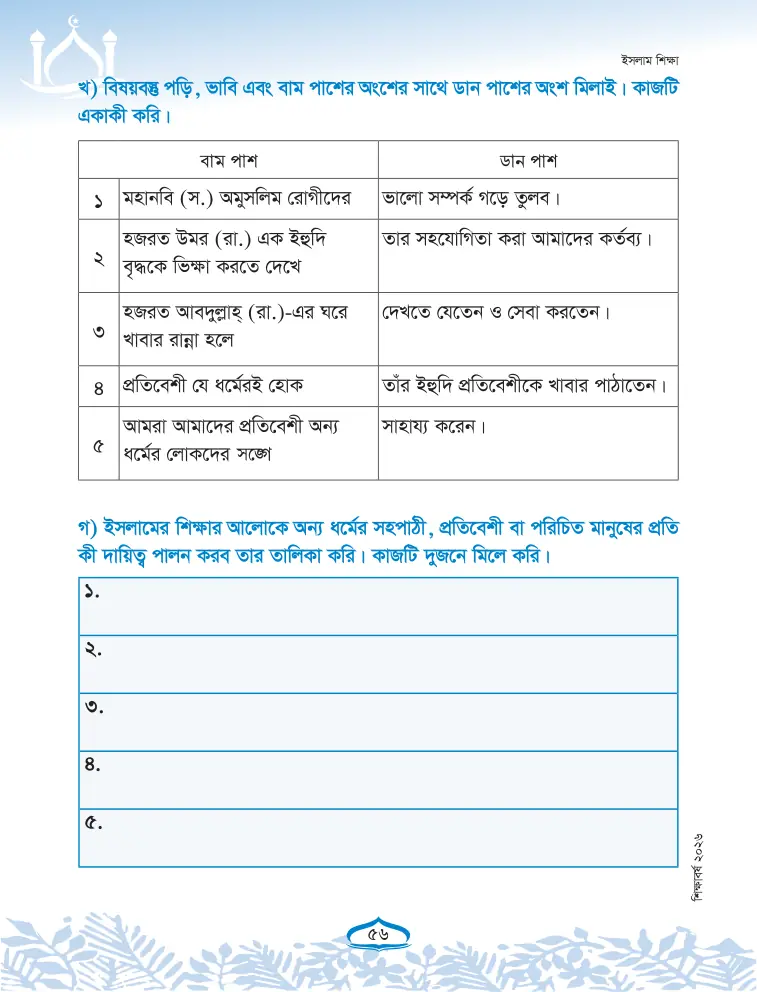 ইসলাম শিক্ষা
খ) বিষয়বস্তু পড়ি, ভাবি এবং বাম পাশের অংশের সাথে ডান পাশের অংশ মিলাই। কাজটি
একাকী করি।
বাম পাশ ডান পাশ
১ মহানবি (স.) অমুসলিম রোগীদের ভালো সম্পর্ক গড়ে তুলব।
২ হজরত উমর (রা.) এক ইহুদি তার সহযোগিতা করা আমাদের কর্তব্য।
বৃদ্ধকে ভিক্ষা করতে দেখে
৩ হজরত আবদুল্লাহ্ (রা.)-এর ঘরে দেখতে যেতেন ও সেবা করতেন।
খাবার রান্না হলে
৪ প্রতিবেশী যে ধর্মেরই হোক তাঁর ইহুদি প্রতিবেশীকে খাবার পাঠাতেন।
৫ আমরা আমাদের প্রতিবেশী অন্য সাহায্য করেন।
ধর্মের লোকদের সঙ্গে
গ) ইসলামের শিক্ষার আলোকে অন্য ধর্মের সহপাঠী, প্রতিবেশী বা পরিচিত মানুষের প্রতি
কী দায়িত্ব পালন করব তার তালিকা করি। কাজটি দুজনে মিলে করি।
১.
২.
৩.
৪.
৫.
শিক্ষাবর্ষ ২০২৬
৫৬